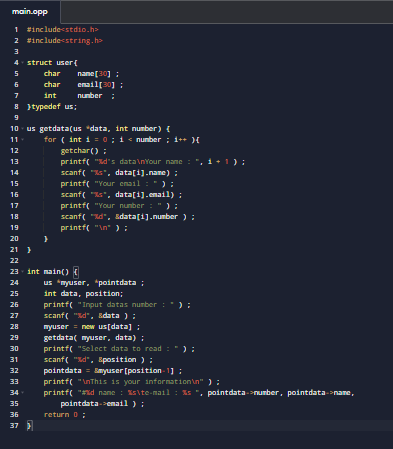 main.opp
1 #include<stdio.h>
2 #include<string.h>
3
4 struct user{
5 char name[30] ;
6 char email[30] ;
7 int number ;
8 }typedef us;
9
10 us getdata(us *data, int number) {
11 for ( int i = 0 ; i < number ; i++ ){
12 getchar() ;
13 printf( "%d's data\nYour name : ", i + 1 ) ;
14 scanf( "%s", data[i].name) ;
15 printf( "Your email : " ) ;
16 scanf( "%s", data[i].email) ;
17 printf( "Your number : " ) ;
18 scanf( "%d", &data[i].number ) ;
19 printf( "\n" ) ;
20 }
21 }
22
23 int main() {
24 us *myuser, *pointdata ;
25 int data, position;
26 printf( "Input datas number : " ) ;
27 scanf( "%d", &data ) ;
28 myuser = new us[data] ;
29 getdata( myuser, data) ;
30 printf( "Select data to read : " ) ;
31 scanf( "%d", &position ) ;
32 pointdata = &myuser[position-1] ;
33 printf( "\nThis is your information\n" ) ;
34 printf( "#%d name : %s\te-mail : %s ", pointdata->number, pointdata->name,
35 pointdata->email ) ;
36 return 0 ;
37 }